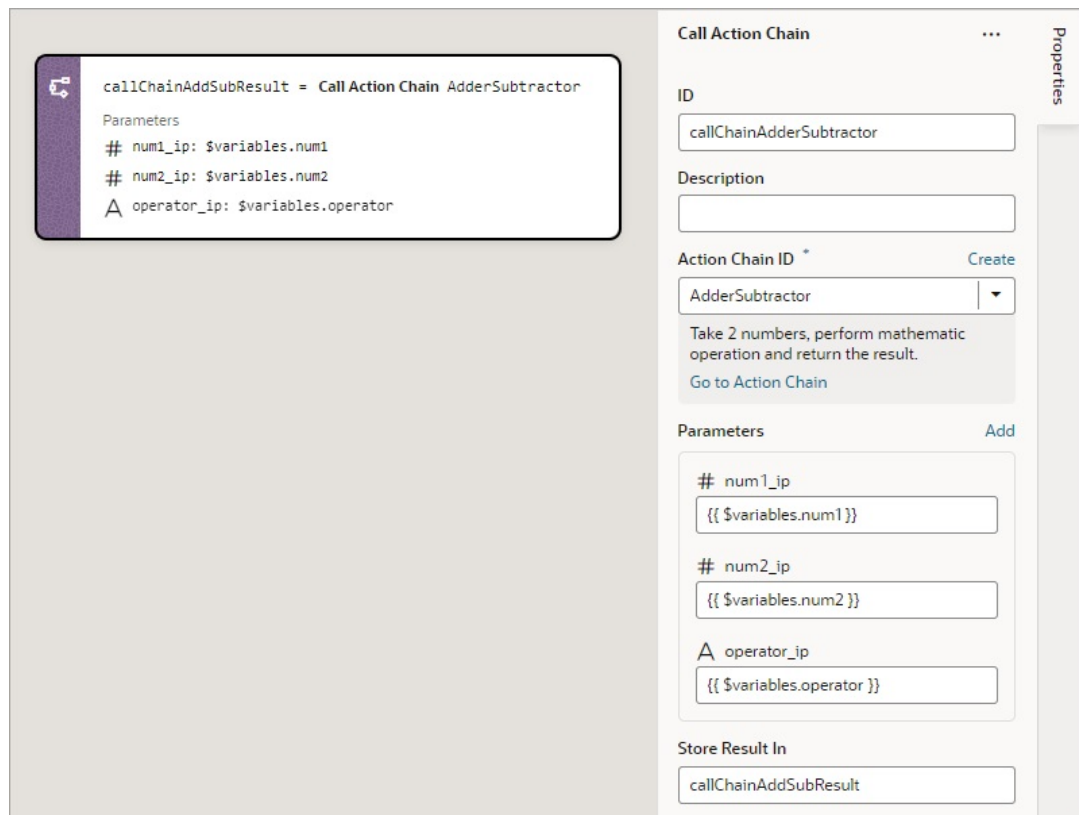 callChainAddSubResult = Call Action Chain AdderSubtractor
Parameters
# num1_ip: $variables.num1
# num2_ip: $variables.num2
A operator_ip: $variables.operator
Call Action Chain
...
Properties
ID
callChainAdderSubtractor
Description
Action Chain ID * Create
AdderSubtractor
Take 2 numbers, perform mathematic
operation and return the result.
Go to Action Chain
Parameters Add
# num1_ip
{{ $variables.num1 }}
# num2_ip
{{ $variables.num2 }}
A operator_ip
{{ $variables.operator }}
Store Result In
callChainAddSubResult